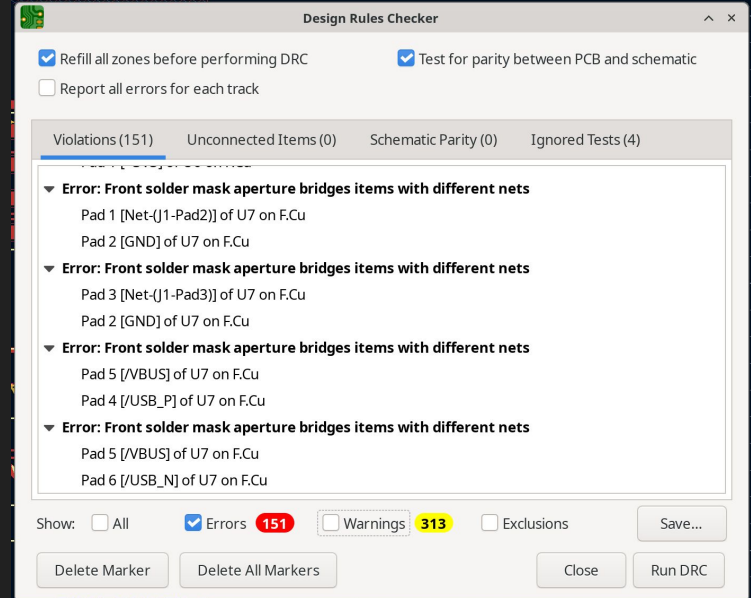 Design Rules Checker
Refill all zones before performing DRC
Test for parity between PCB and schematic
Report all errors for each track
Violations (151) Unconnected Items (0) Schematic Parity (0) Ignored Tests (4)
Error: Front solder mask aperture bridges items with different nets
Pad 1 [Net-(J1-Pad2)] of U7 on F.Cu
Pad 2 [GND] of U7 on F.Cu
Error: Front solder mask aperture bridges items with different nets
Pad 3 [Net-(J1-Pad3)] of U7 on F.Cu
Pad 2 [GND] of U7 on F.Cu
Error: Front solder mask aperture bridges items with different nets
Pad 5 [/VBUS] of U7 on F.Cu
Pad 4 [/USB_P] of U7 on F.Cu
Error: Front solder mask aperture bridges items with different nets
Pad 5 [/VBUS] of U7 on F.Cu
Pad 6 [/USB_N] of U7 on F.Cu
Show: All Errors 151 Warnings 313 Exclusions Save...
Delete Marker Delete All Markers Close Run DRC